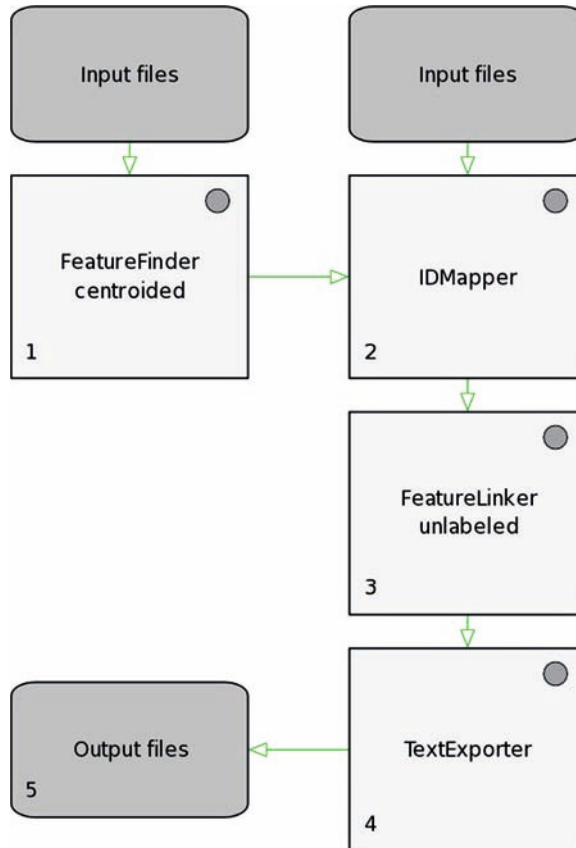 Input files
Input files
FeatureFinder
centroided
1
IDMapper
2
FeatureLinker
unlabeled
3
Output files
5
TextExporter
4